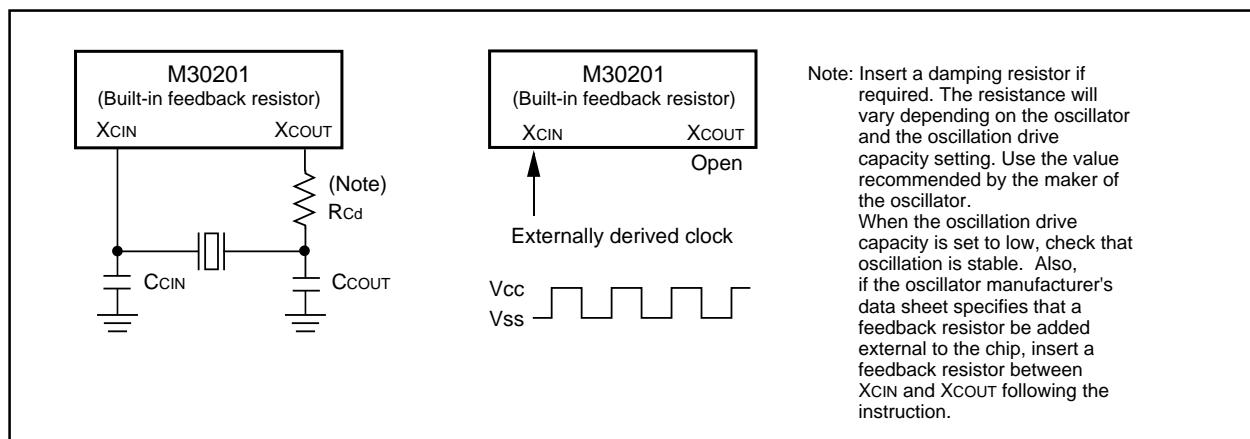 M30201
(Built-in feedback resistor)
XCIN
XCOUT
(Note)
RCd
CCIN
CCOUT
M30201
(Built-in feedback resistor)
XCIN
XCOUT
Open
Externally derived clock
Vcc
Vss
Note: Insert a damping resistor if
required. The resistance will
vary depending on the oscillator
and the oscillation drive
capacity setting. Use the value
recommended by the maker of
the oscillator.
When the oscillation drive
capacity is set to low, check that
oscillation is stable. Also,
if the oscillator manufacturer's
data sheet specifies that a
feedback resistor be added
external to the chip, insert a
feedback resistor between
XCIN and XCOUT following the
instruction.